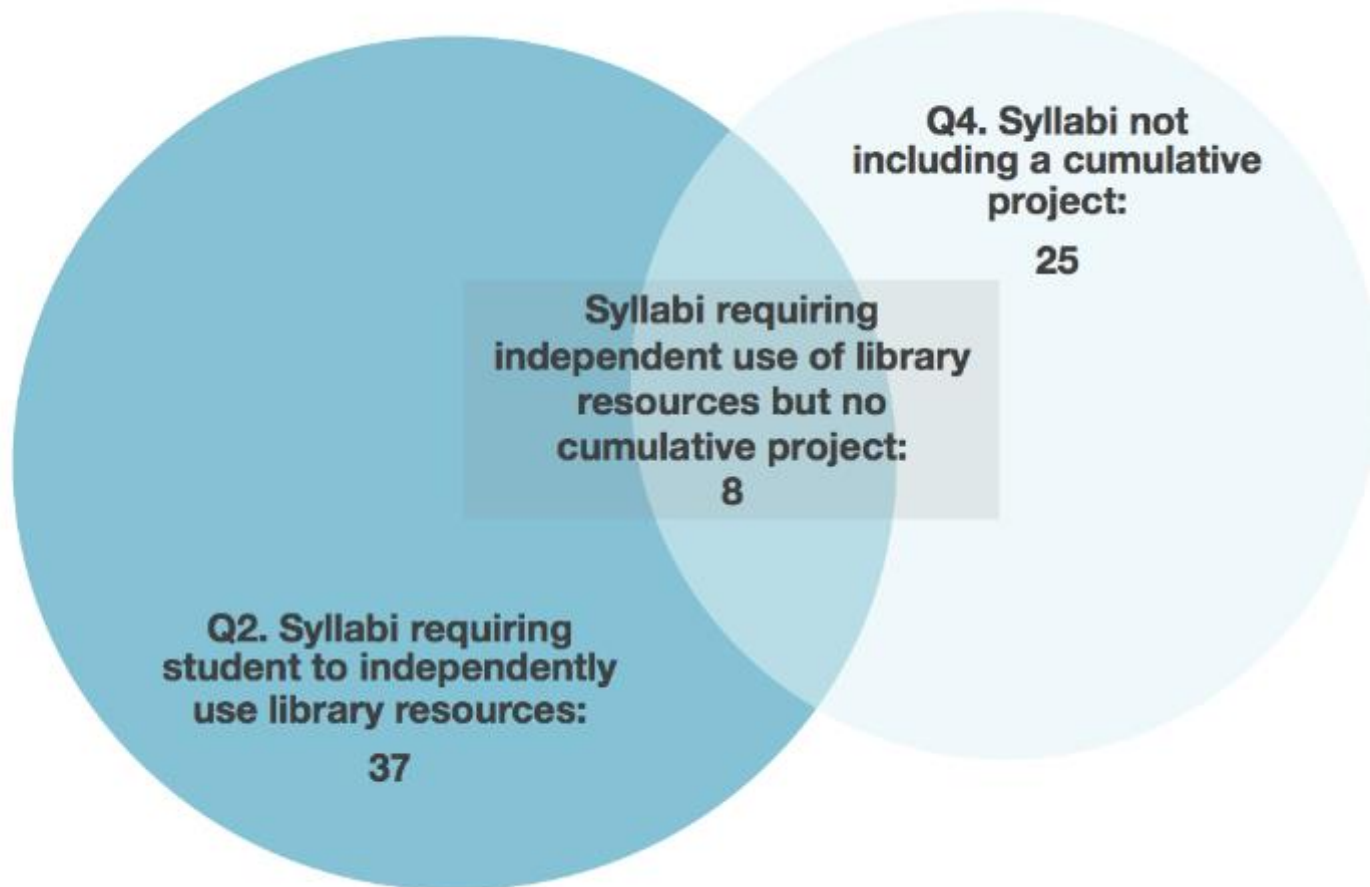 Q4. Syllabi not
including a cumulative
project:
25
Syllabi requiring
independent use of library
resources but no
cumulative project:
8
Q2. Syllabi requiring
student to independently
use library resources:
37